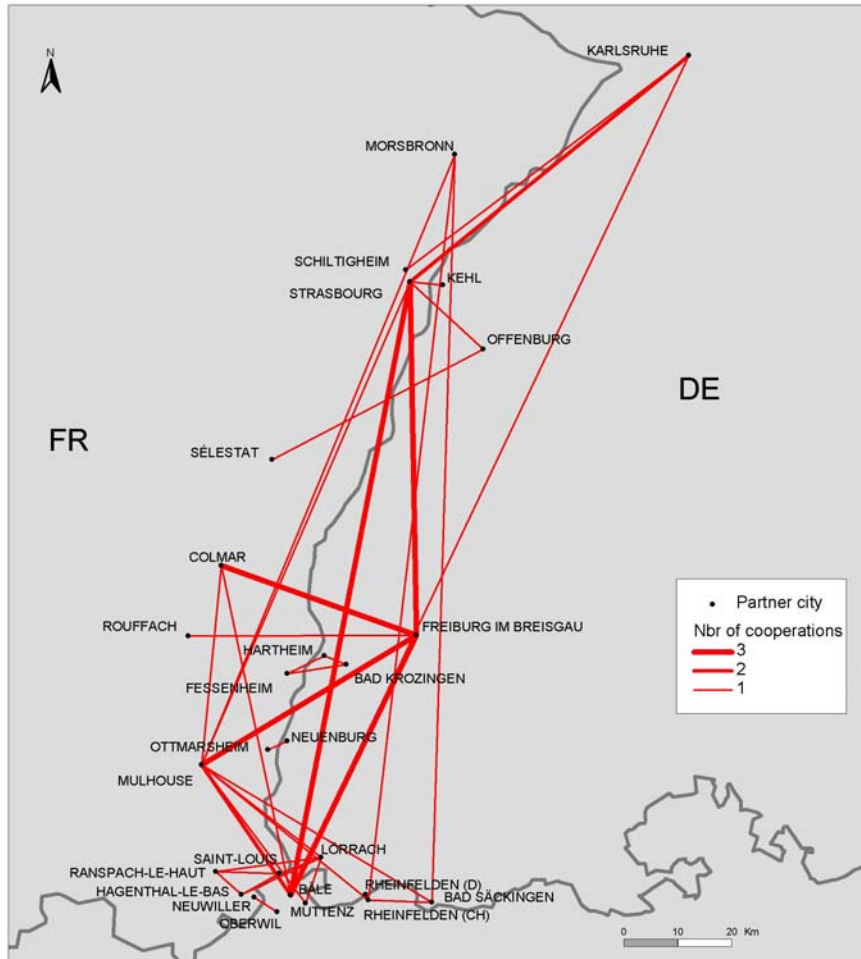 N
KARLSRUHE
MORSBRONN
SCHILTIGHEIM
STRASBOURG
KEHL
OFFENBURG
DE
FR
SÉLESTAT
COLMAR
Partner city
ROUFFACH
FREIBURG IM BREISGAU
Nbr of cooperations
3
2
1
HARTHEIM
BAD KROZINGEN
FESSENHEIM
NEUENBURG
OTTMARSHEIM
MULHOUSE
LÖRRACH
SAINT-LOUIS
RANSPACH-LE-HAUT
HAGENTHAL-LE-BAS
BALE
RHEINFELDEN (D)
BAD SÄCKINGEN
NEUWILLER
MUTTENZ
RHEINFELDEN (CH)
OBERWIL
0 10 20 Km